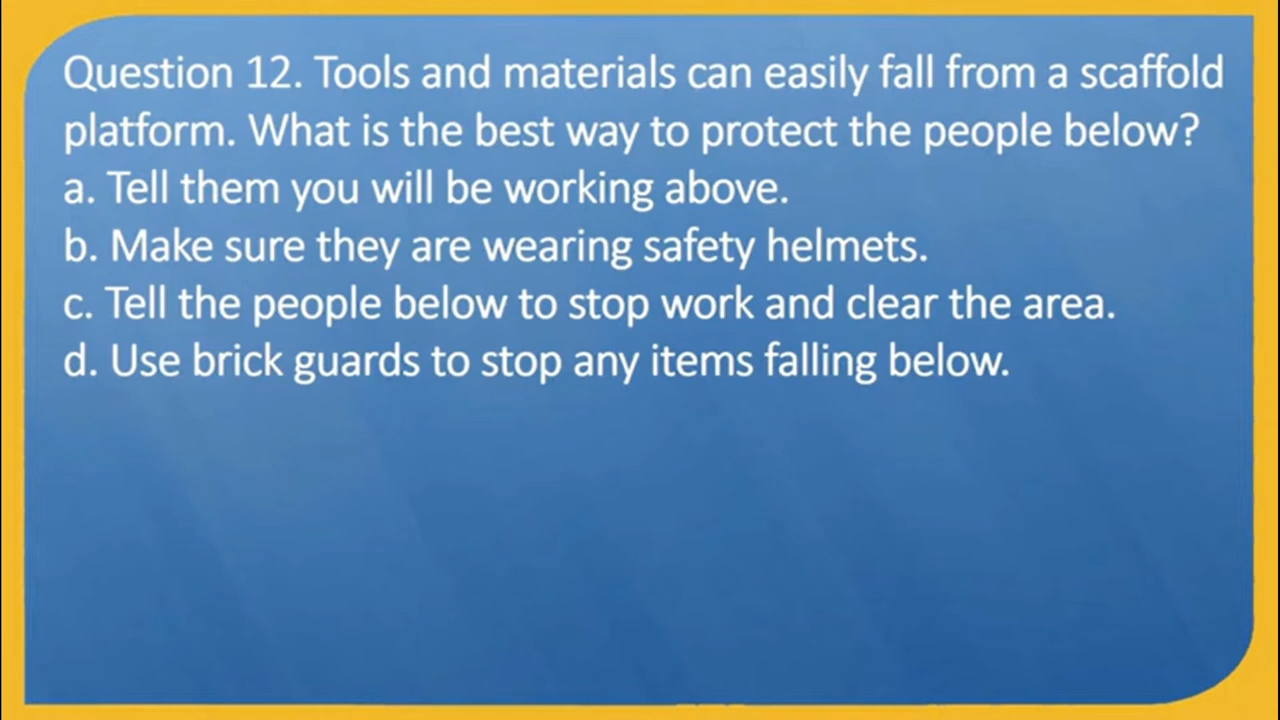 Question 12. Tools and materials can easily fall from a scaffold
platform. What is the best way to protect the people below?
a. Tell them you will be working above.
b. Make sure they are wearing safety helmets.
c. Tell the people below to stop work and clear the area.
d. Use brick guards to stop any items falling below.